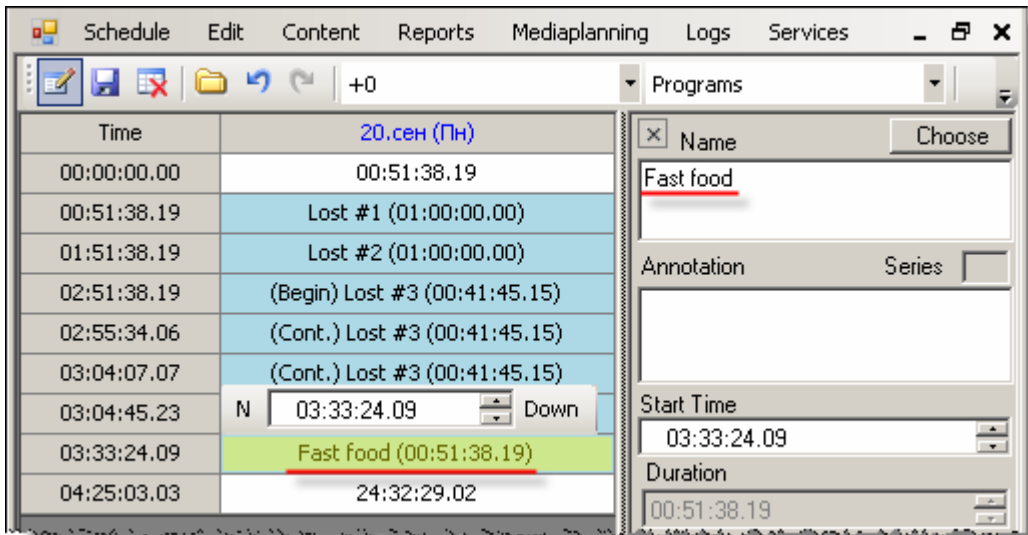 Schedule Edit Content Reports Mediaplanning Logs Services
+0 Programs
Time 20.сен (Пн)
Name Choose
00:00:00.00 00:51:38.19
Fast food
00:51:38.19 Lost #1 (01:00:00.00)
01:51:38.19 Lost #2 (01:00:00.00)
Annotation Series
02:51:38.19 (Begin) Lost #3 (00:41:45.15)
02:55:34.06 (Cont.) Lost #3 (00:41:45.15)
03:04:07.07 (Cont.) Lost #3 (00:41:45.15)
03:04:45.23 N 03:33:24.09 Down
Start Time
03:33:24.09
03:33:24.09 Fast food (00:51:38.19)
Duration
04:25:03.03 24:32:29.02
00:51:38.19